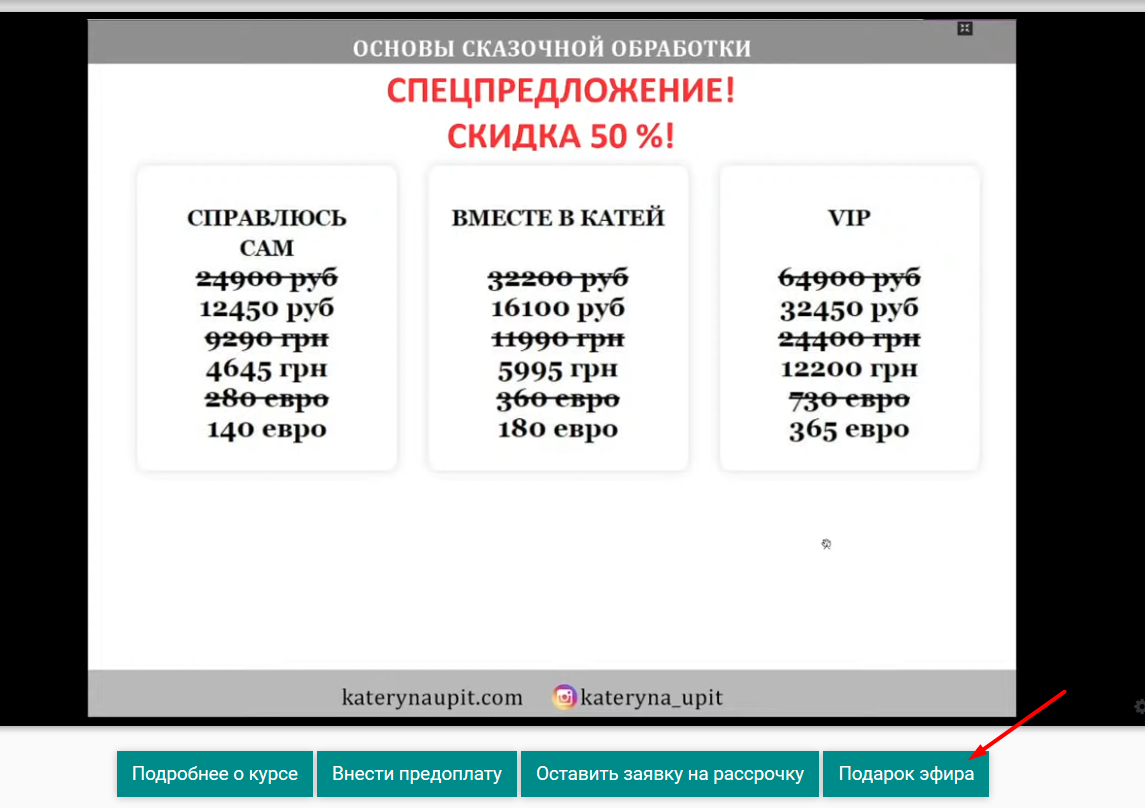 ОСНОВЫ СКАЗОЧНОЙ ОБРАБОТКИ
СПЕЦПРЕДЛОЖЕНИЕ!
СКИДКА 50 %!
СПРАВЛЮСЬ
САМ
24900 руб
12450 руб
9290 грн
4645 грн
280 евро
140 евро
ВМЕСТЕ В КАТЕЙ
32200 руб
16100 руб
11990 грн
5995 грн
360 евро
180 евро
VIP
64900 руб
32450 руб
24400 грн
12200 грн
730 евро
365 евро
katerynaupit.com
kateryna_upit
Подробнее о курсе
Внести предоплату
Оставить заявку на рассрочку
Подарок эфира